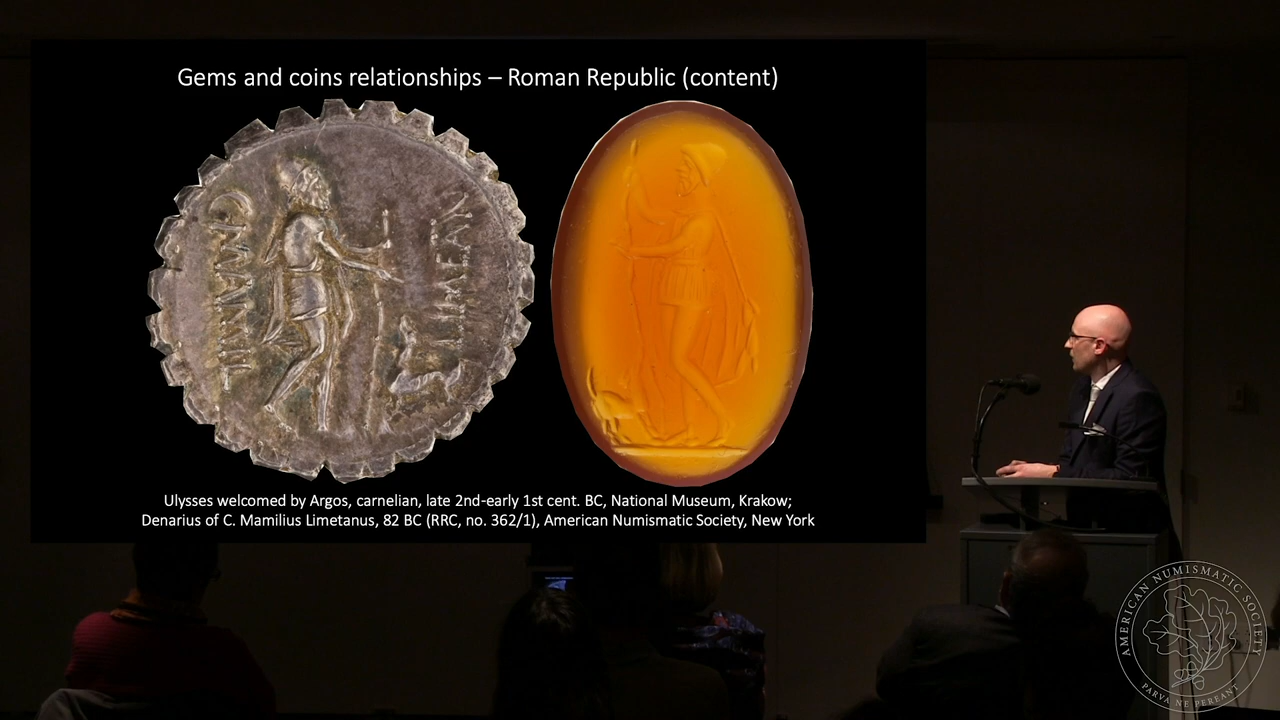 Gems and coins relationships – Roman Republic (content)
C·MAMIL
LIMEAN
Ulysses welcomed by Argos, carnelian, late 2nd-early 1st cent. BC, National Museum, Krakow;
Denarius of C. Mamilius Limetanus, 82 BC (RRC, no. 362/1), American Numismatic Society, New York
AMERICAN NUMISMATIC SOCIETY
PARVA NE PEREANT